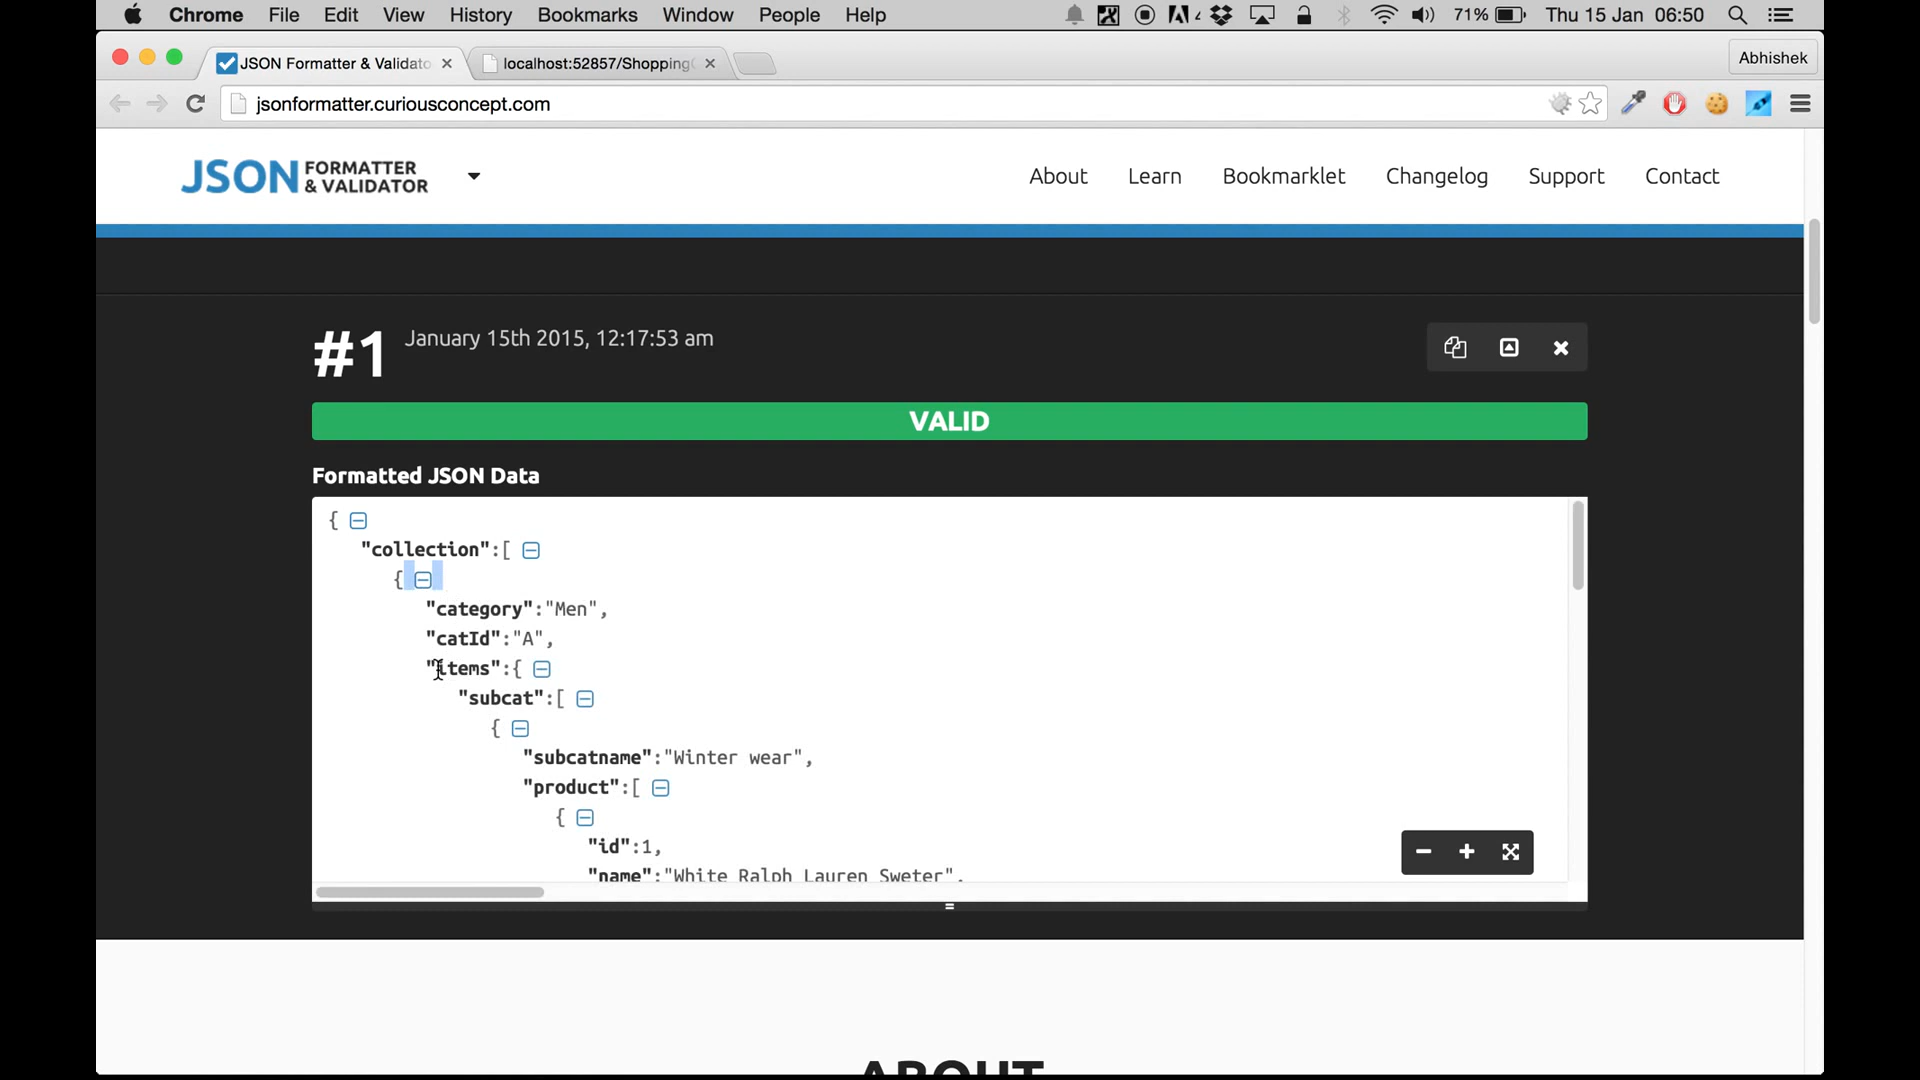 Chrome File Edit View History Bookmarks Window People Help 4 71% Thu 15 Jan 06:50
JSON Formatter & Validato localhost:52857/Shopping Abhishek
jsonformatter.curiousconcept.com
JSON FORMATTER & VALIDATOR About Learn Bookmarklet Changelog Support Contact
#1 January 15th 2015, 12:17:53 am
VALID
Formatted JSON Data
{
"collection":[
{
"category":"Men",
"catId":"A",
"items":{
"subcat":[
{
"subcatname":"Winter wear",
"product":[
{
"id":1,
"name":"White Ralph Lauren Sweter",
ABOUT